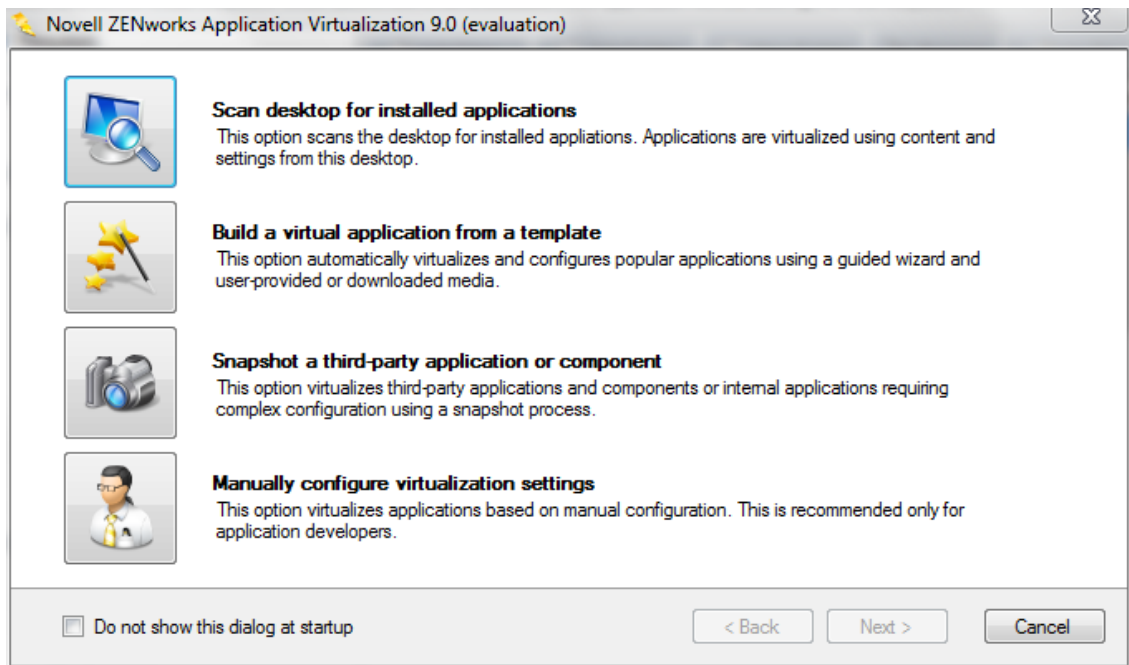 Novell ZENworks Application Virtualization 9.0 (evaluation)
Scan desktop for installed applications
This option scans the desktop for installed appliations. Applications are virtualized using content and
settings from this desktop.
Build a virtual application from a template
This option automatically virtualizes and configures popular applications using a guided wizard and
user-provided or downloaded media.
Snapshot a third-party application or component
This option virtualizes third-party applications and components or internal applications requiring
complex configuration using a snapshot process.
Manually configure virtualization settings
This option virtualizes applications based on manual configuration. This is recommended only for
application developers.
Do not show this dialog at startup
< Back
Next >
Cancel